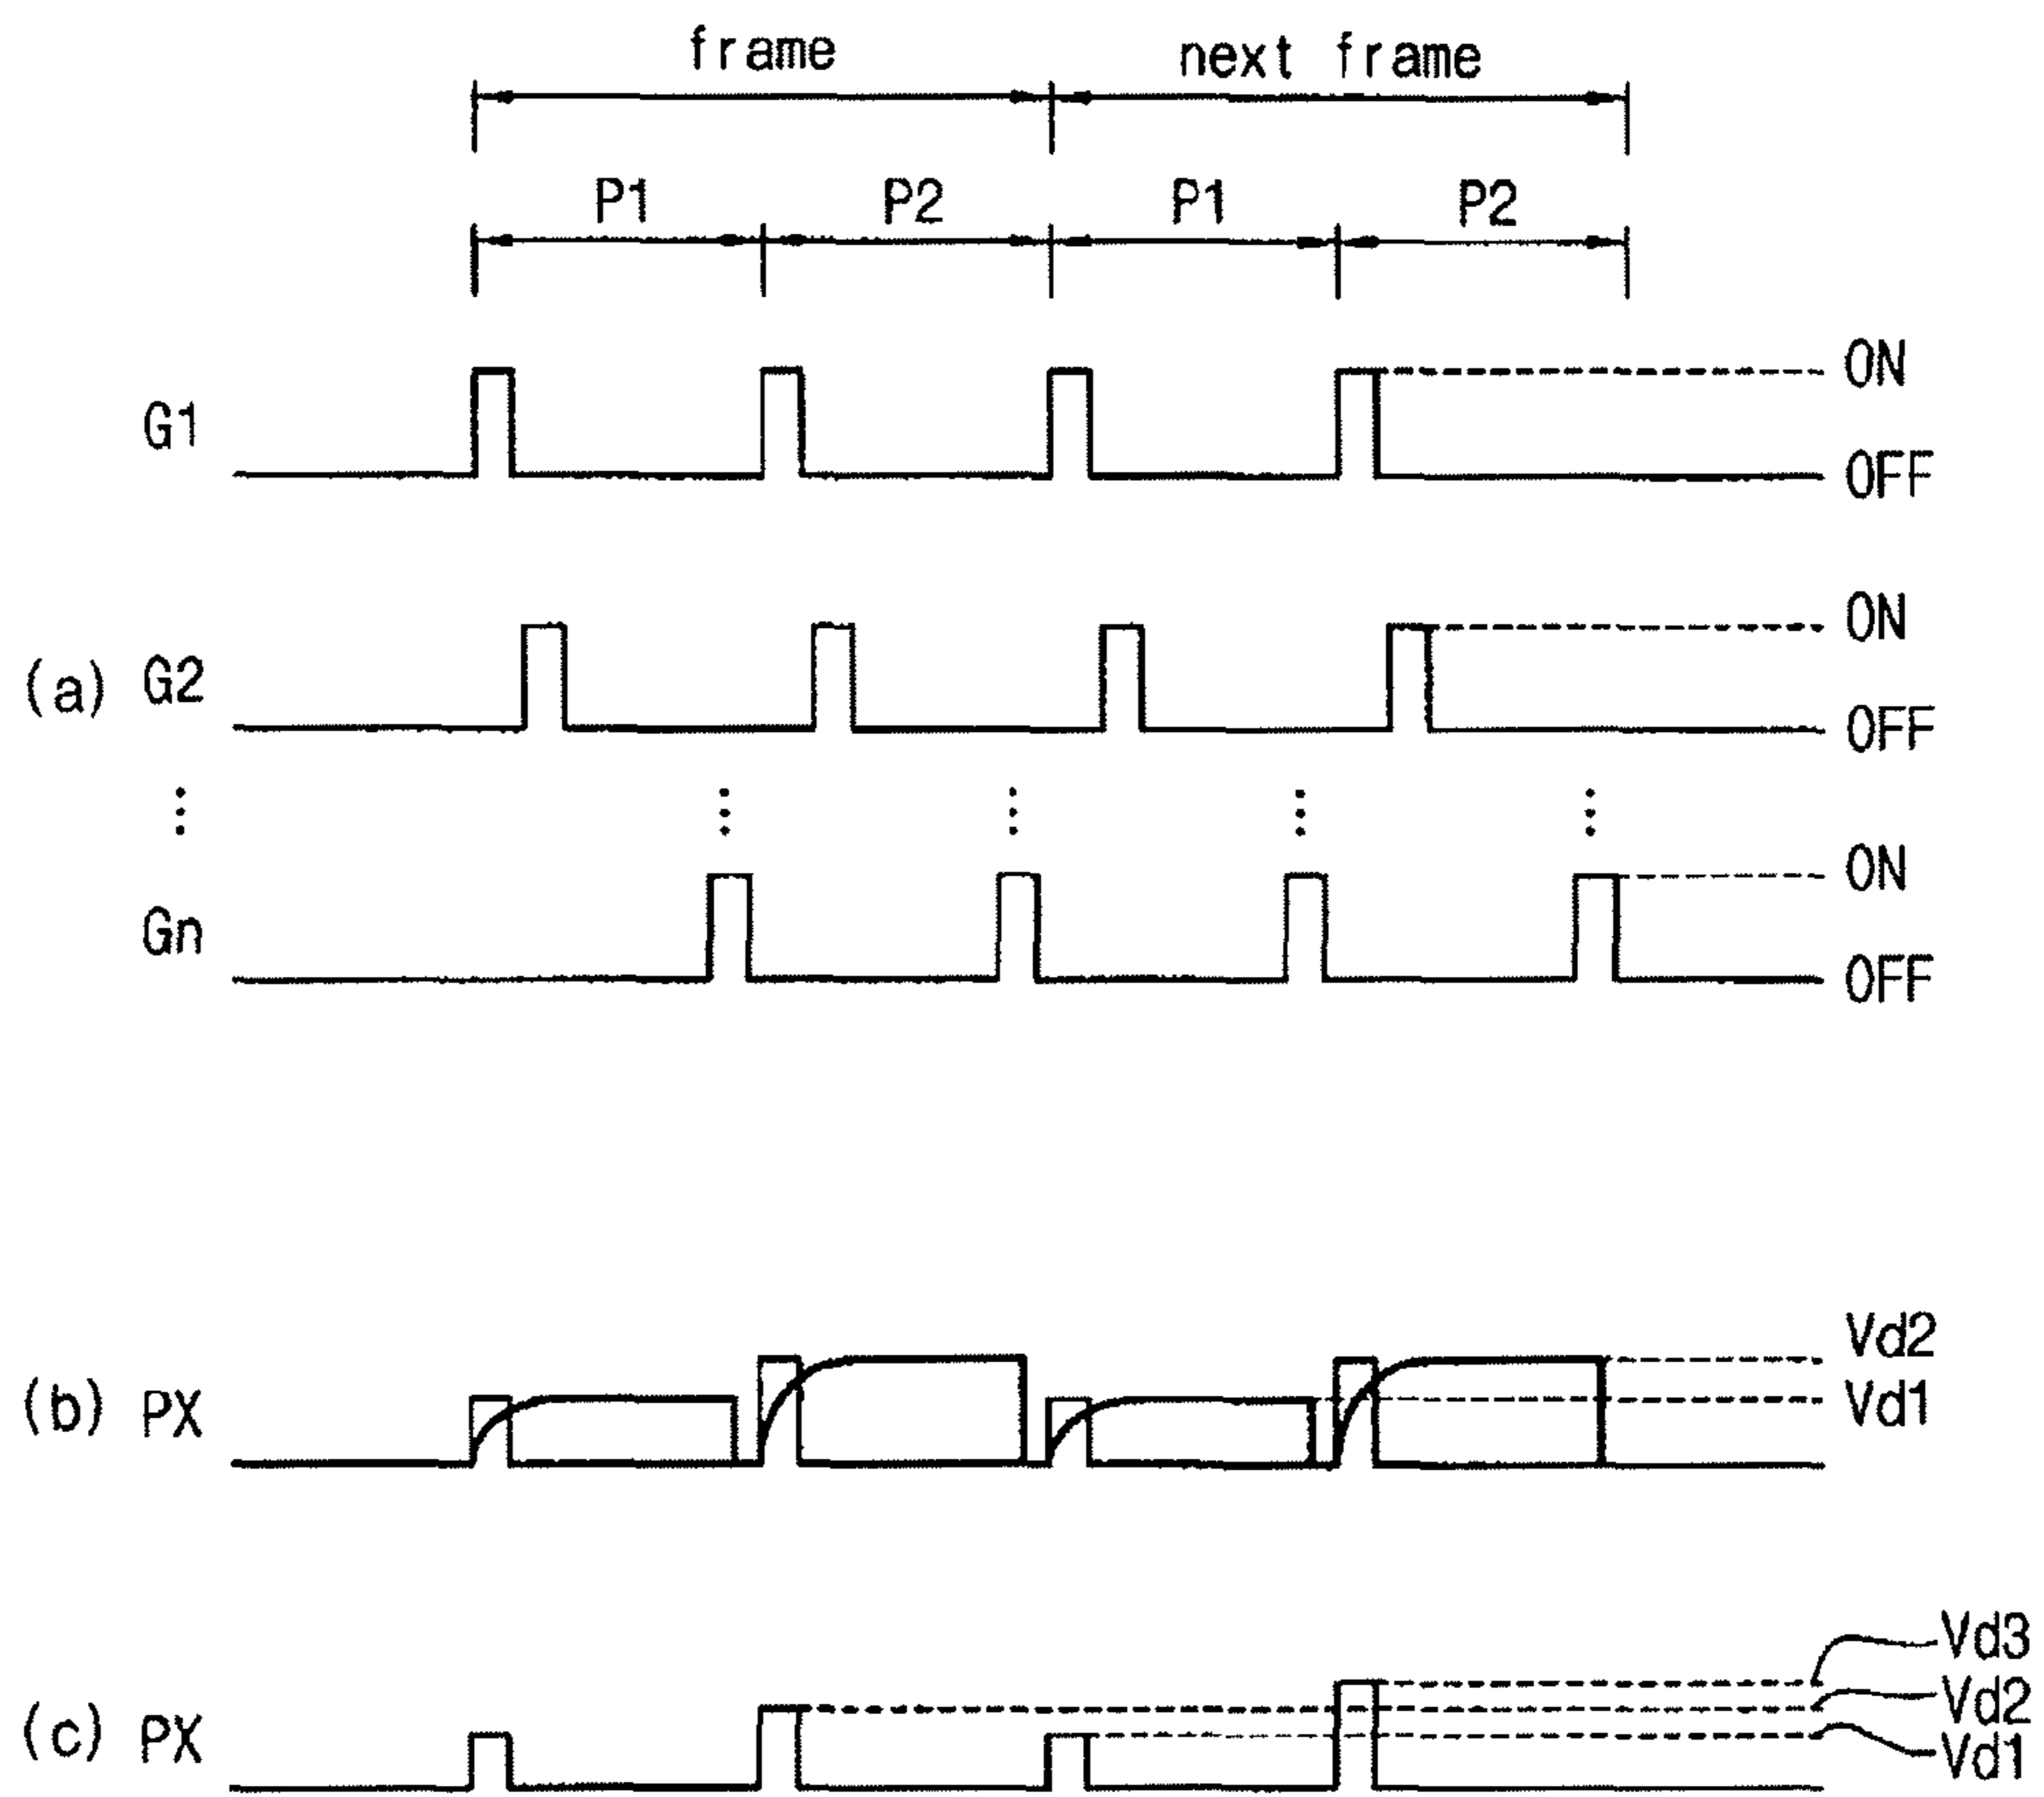 frame next frame
P1 P2 P1 P2
ON
G1
OFF
ON
(a) G2
OFF
ON
Gn
OFF
Vd2
(b) PX Vd1
Vd3
Vd2
(c) PX
Vd1